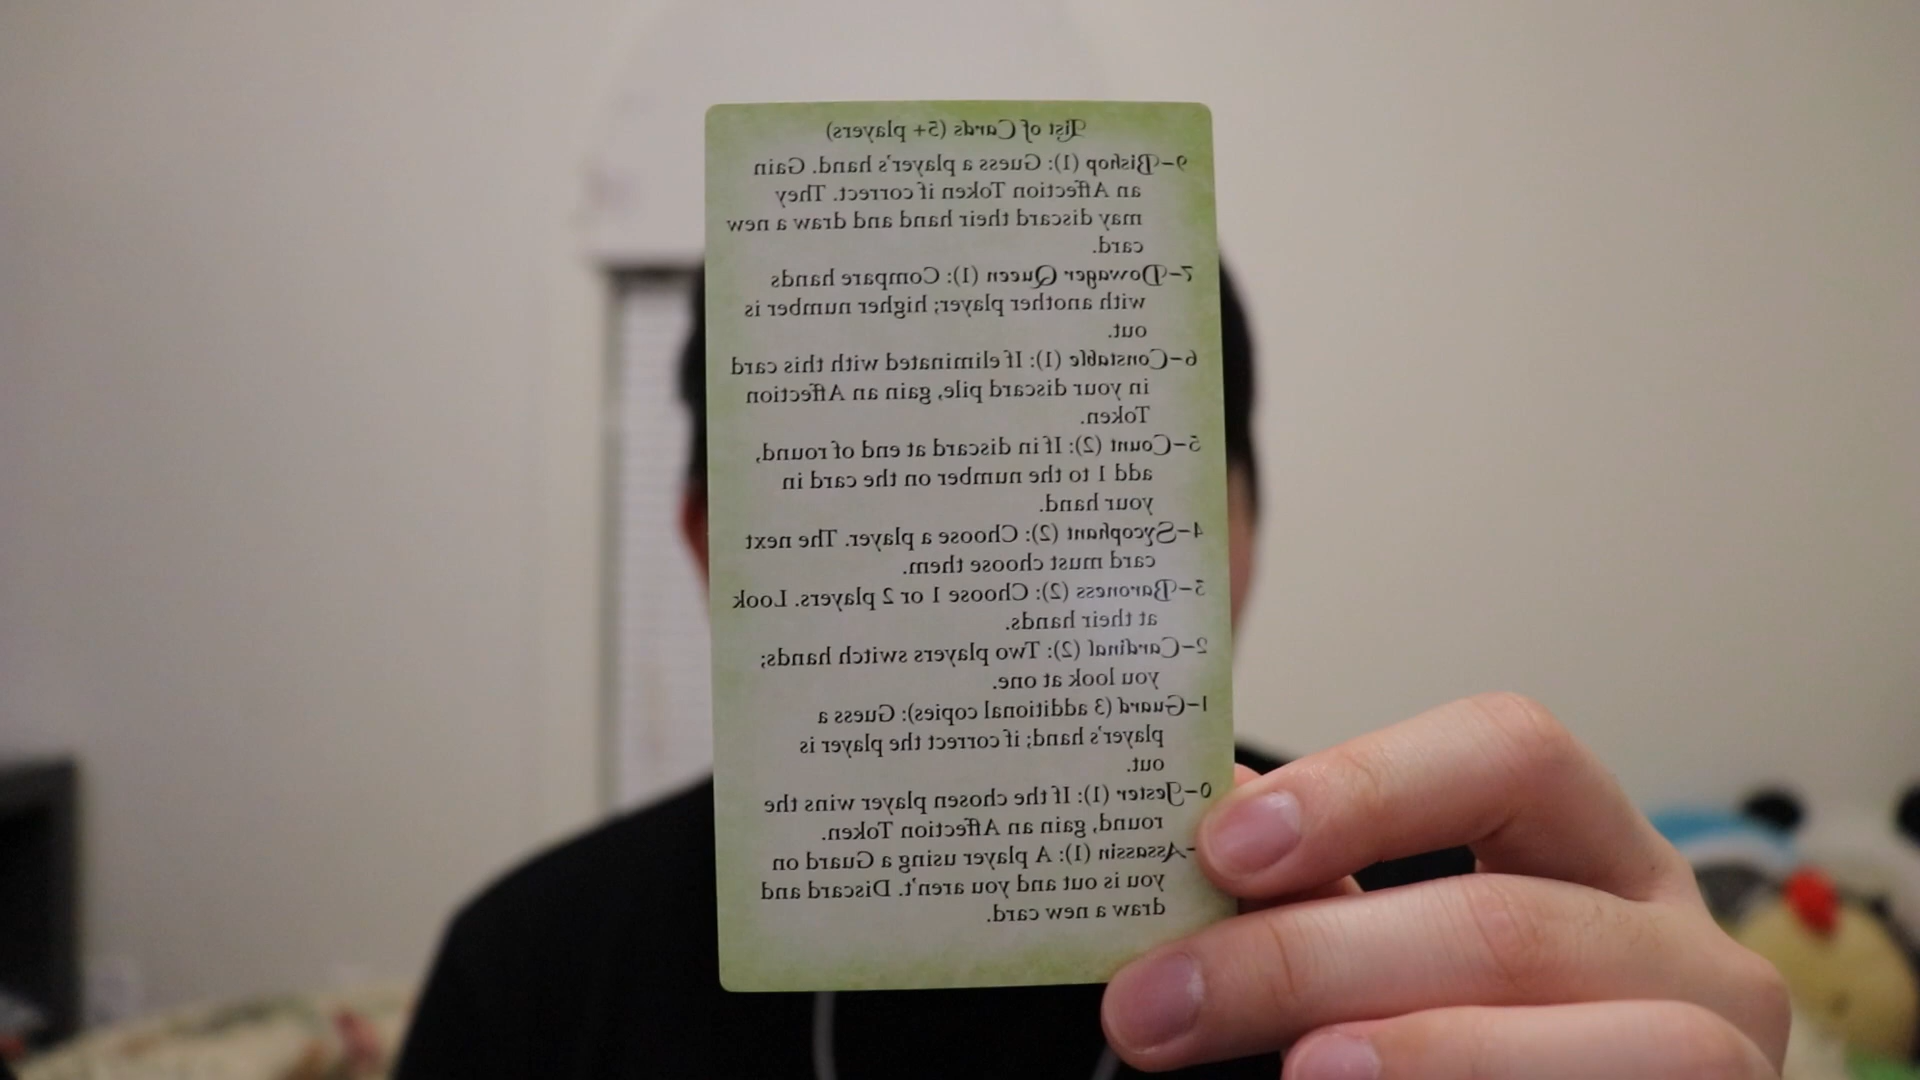 List of Cards (5+ players)
9–Bishop (1): Guess a player's hand. Gain
an Affection Token if correct. They
may discard their hand and draw a new
card.
7–Dowager Queen (1): Compare hands
with another player; higher number is
out.
6–Constable (1): If eliminated with this card
in your discard pile, gain an Affection
Token.
5–Count (2): If in discard at end of round,
add 1 to the number on the card in
your hand.
4–Sycophant (2): Choose a player. The next
card must choose them.
3–Baroness (2): Choose 1 or 2 players. Look
at their hands.
2–Cardinal (2): Two players switch hands;
you look at one.
1–Guard (3 additional copies): Guess a
player's hand; if correct the player is
out.
0–Jester (1): If the chosen player wins the
round, gain an Affection Token.
–Assassin (1): A player using a Guard on
you is out and you aren't. Discard and
draw a new card.